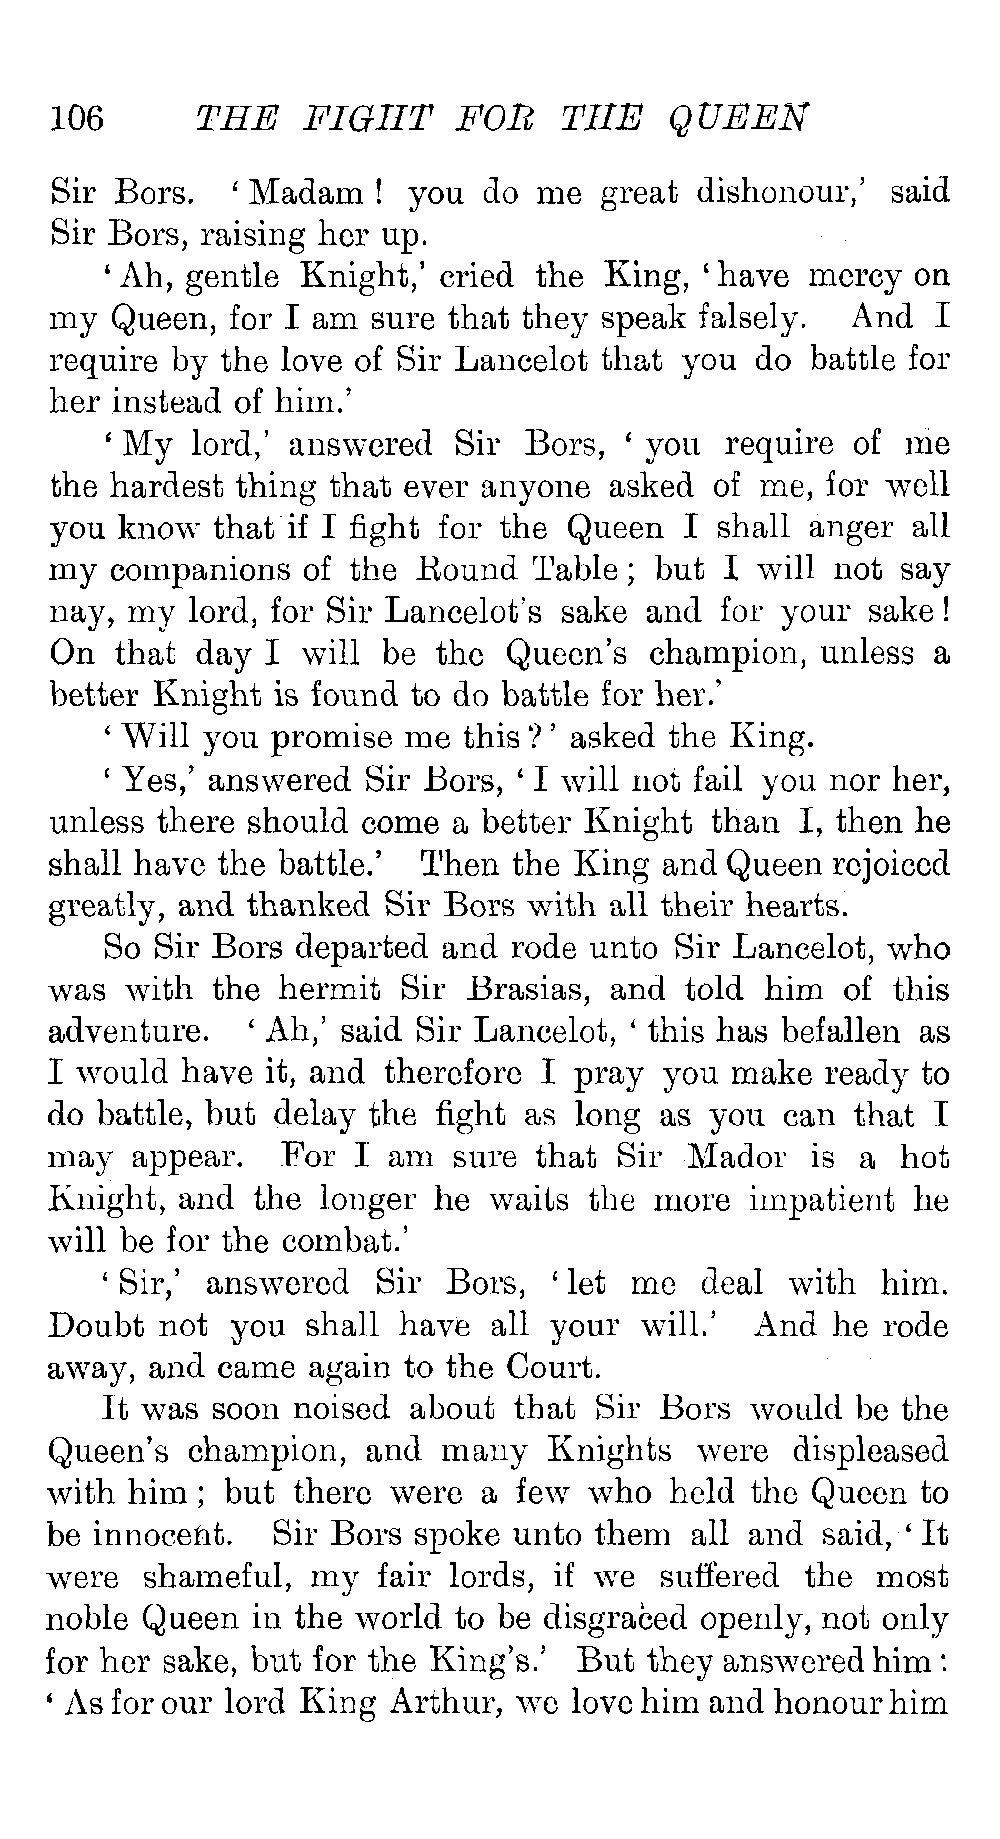 106 THE FIGHT FOR THE QUEEN
Sir Bors. ‘ Madam ! you do me great dishonour,’ said
Sir Bors, raising her up.
‘ Ah, gentle Knight,’ cried the King, ‘ have mercy on
my Queen, for I am sure that they speak falsely. And I
require by the love of Sir Lancelot that you do battle for
her instead of him.’
‘ My lord,’ answered Sir Bors, ‘ you require of me
the hardest thing that ever anyone asked of me, for well
you know that if I fight for the Queen I shall anger all
my companions of the Round Table ; but I will not say
nay, my lord, for Sir Lancelot’s sake and for your sake !
On that day I will be the Queen’s champion, unless a
better Knight is found to do battle for her.’
‘ Will you promise me this ? ’ asked the King.
‘ Yes,’ answered Sir Bors, ‘ I will not fail you nor her,
unless there should come a better Knight than I, then he
shall have the battle.’ Then the King and Queen rejoiced
greatly, and thanked Sir Bors with all their hearts.
So Sir Bors departed and rode unto Sir Lancelot, who
was with the hermit Sir Brasias, and told him of this
adventure. ‘ Ah,’ said Sir Lancelot, ‘ this has befallen as
I would have it, and therefore I pray you make ready to
do battle, but delay the fight as long as you can that I
may appear. For I am sure that Sir Mador is a hot
Knight, and the longer he waits the more impatient he
will be for the combat.’
‘ Sir,’ answered Sir Bors, ‘ let me deal with him.
Doubt not you shall have all your will.’ And he rode
away, and came again to the Court.
It was soon noised about that Sir Bors would be the
Queen’s champion, and many Knights were displeased
with him ; but there were a few who held the Queen to
be innocent. Sir Bors spoke unto them all and said, ‘ It
were shameful, my fair lords, if we suffered the most
noble Queen in the world to be disgraced openly, not only
for her sake, but for the King’s.’ But they answered him :
‘ As for our lord King Arthur, we love him and honour him